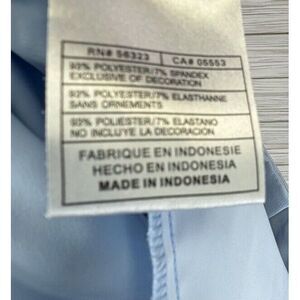 RN# 56323 CA# 05553
93% POLYESTER/7% SPANDEX
EXCLUSIVE OF DECORATION
93% POLYESTER/7% ELASTHANNE
SANS ORNEMENTS
93% POLIESTER/7% ELASTANO
NO INCLUYE LA DECORACION
FABRIQUE EN INDONESIE
HECHO EN INDONESIA
MADE IN INDONESIA